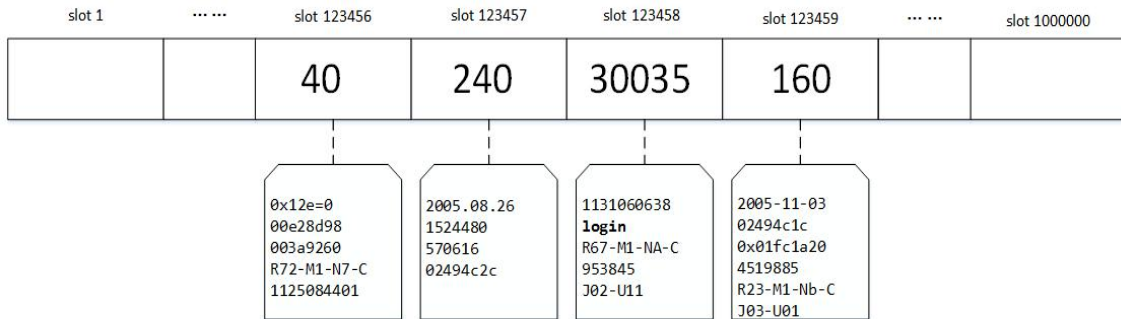 slot 1 ... ... slot 123456 slot 123457 slot 123458 slot 123459 ... ... slot 1000000
40 240 30035 160
0x12e=0
00e28d98
003a9260
R72-M1-N7-C
1125084401
2005.08.26
1524480
570616
02494c2c
1131060638
login
R67-M1-NA-C
953845
J02-U11
2005-11-03
02494c1c
0x01fc1a20
4519885
R23-M1-Nb-C
J03-U01